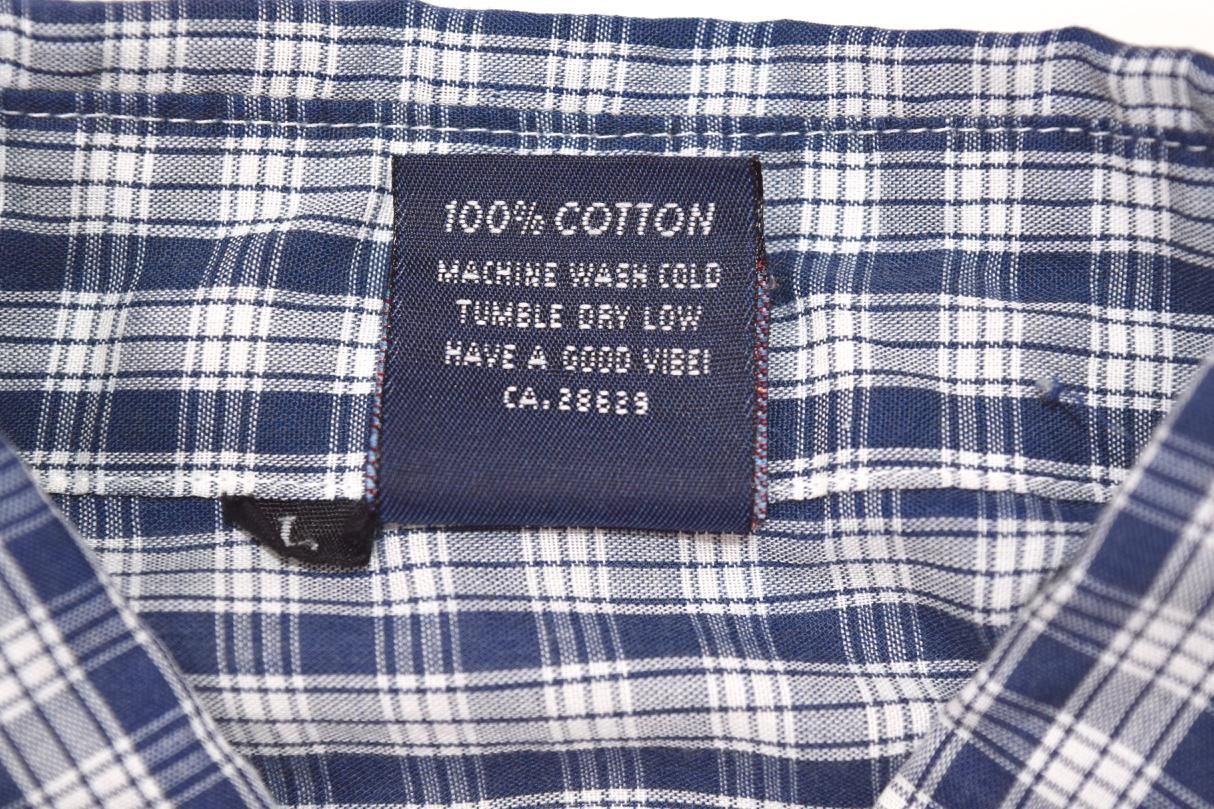 100% COTTON
MACHINE WASH COLD
TUMBLE DRY LOW
HAVE A GOOD VIBE!
CA.28629
L